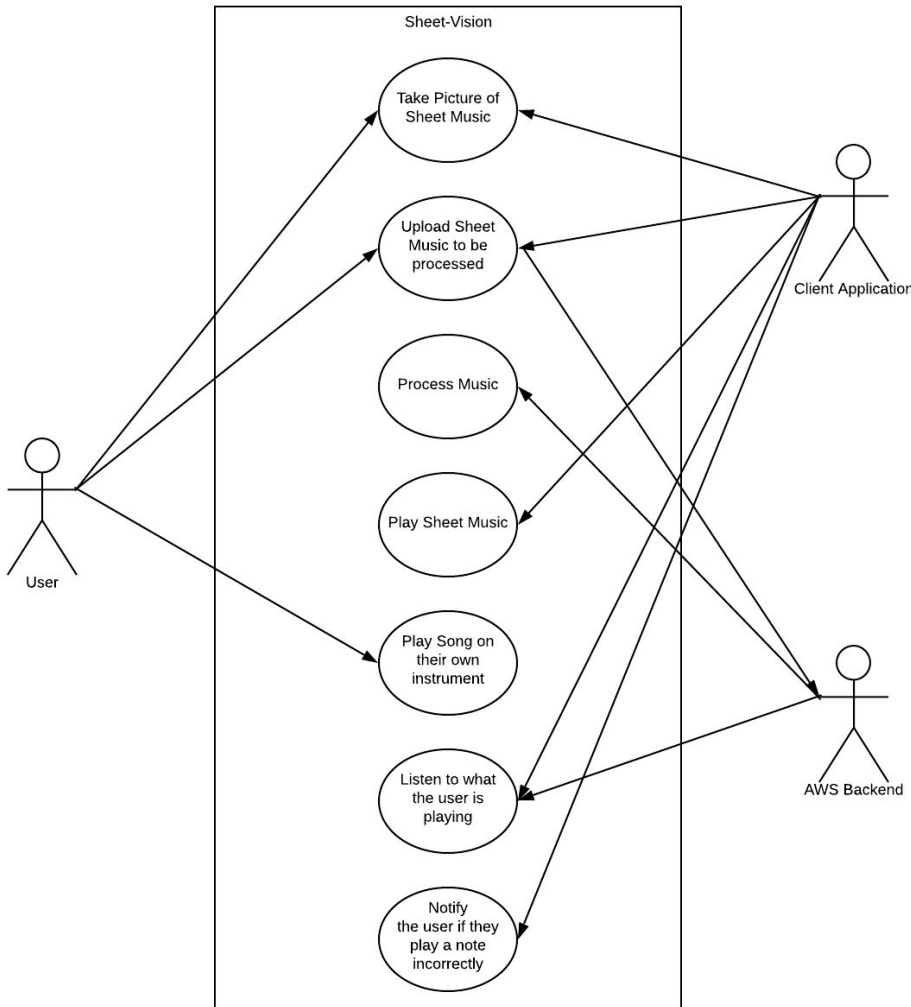 Sheet-Vision
Take Picture of
Sheet Music
Upload Sheet
Music to be
processed
Client Application
Process Music
Play Sheet Music
User
Play Song on
their own
instrument
Listen to what
the user is
playing
AWS Backend
Notify
the user if they
play a note
incorrectly